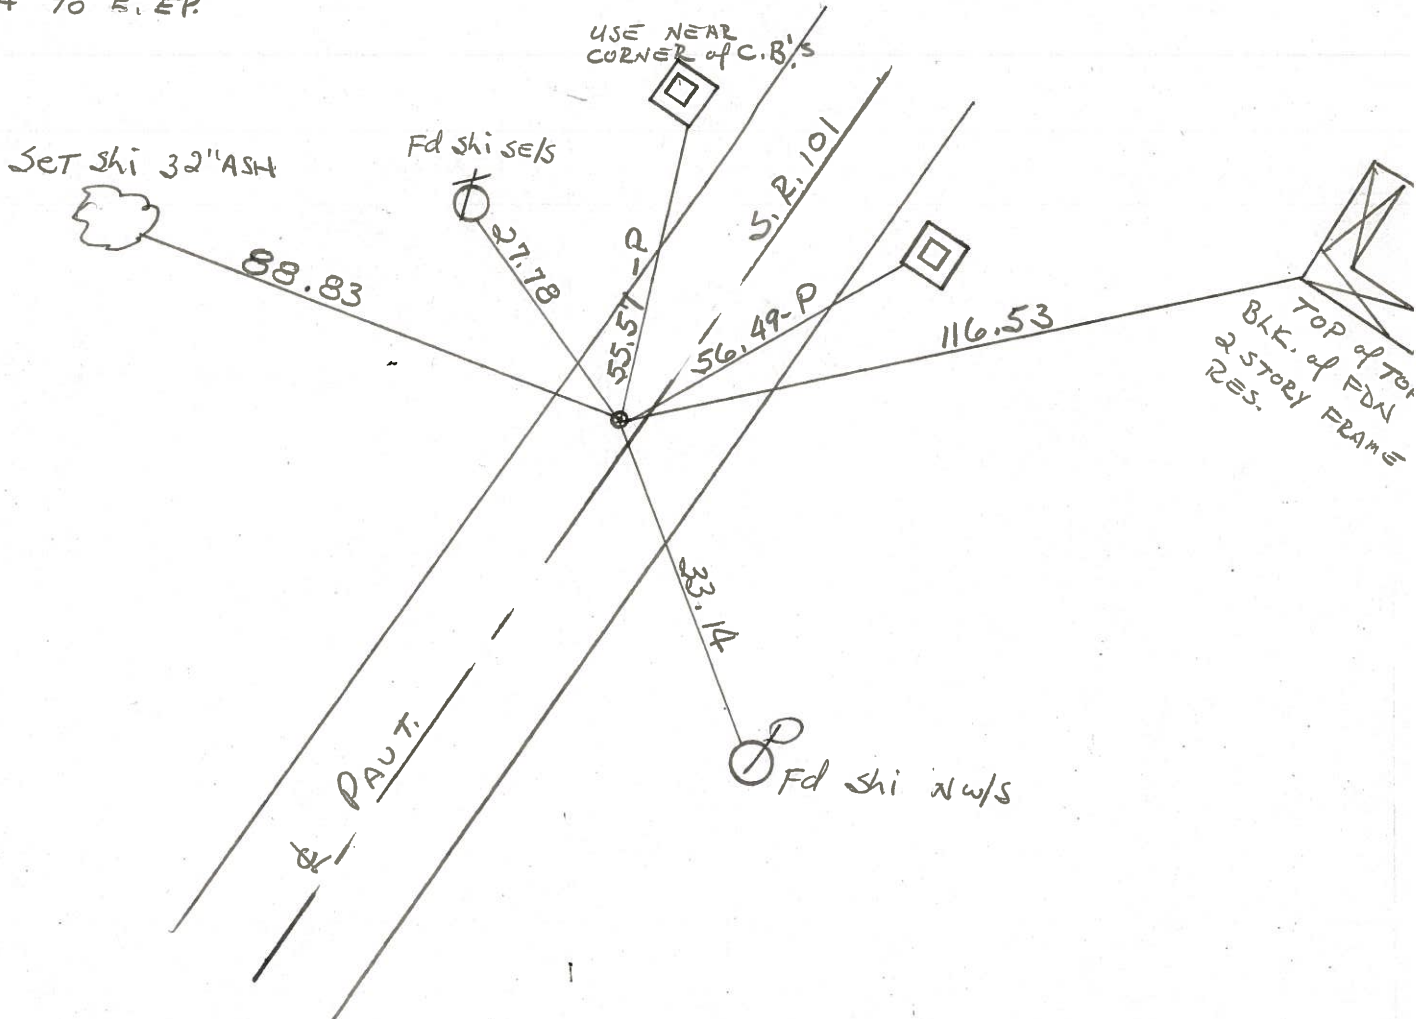 TO E. EP.
USE NEAR
CORNER of C.B.'s
Fd shi SE/S
SET Shi 32" ASH
S.R. 101
27.78
88.83
55.57-P
56.49-P
116.53
TOP of TOP
BLK. of FDN
2 STORY FRAME
RES.
33.14
PAVT.
Fd Shi NW/S